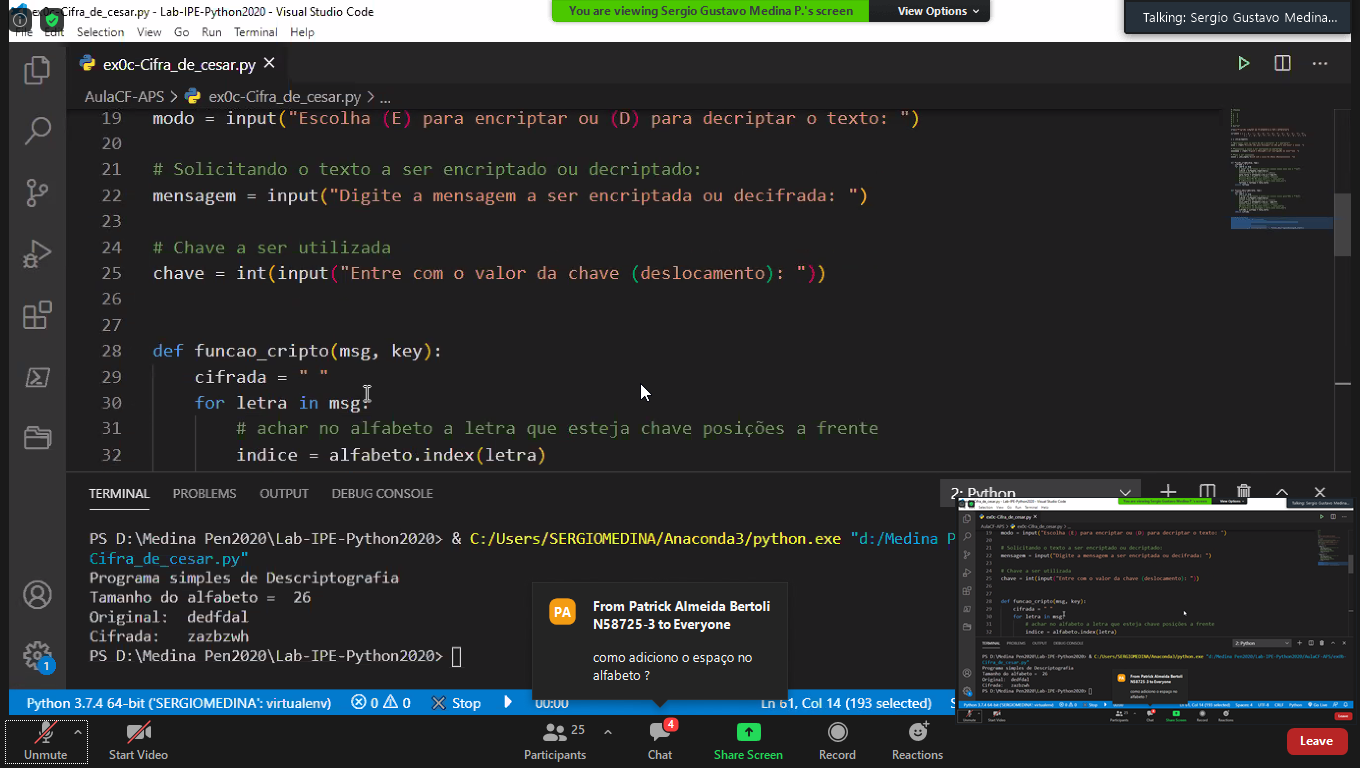 ex0c-Cifra_de_cesar.py - Lab-IPE-Python2020 - Visual Studio Code
You are viewing Sergio Gustavo Medina P.'s screen
View Options
Talking: Sergio Gustavo Medina...
File Edit Selection View Go Run Terminal Help
ex0c-Cifra_de_cesar.py
AulaCF-APS > ex0c-Cifra_de_cesar.py > ...
19 modo = input("Escolha (E) para encriptar ou (D) para decriptar o texto: ")
20
21 # Solicitando o texto a ser encriptado ou decriptado:
22 mensagem = input("Digite a mensagem a ser encriptada ou decifrada: ")
23
24 # Chave a ser utilizada
25 chave = int(input("Entre com o valor da chave (deslocamento): "))
26
27
28 def funcao_cripto(msg, key):
29 cifrada = " "
30 for letra in msg:
31 # achar no alfabeto a letra que esteja chave posições a frente
32 indice = alfabeto.index(letra)
TERMINAL PROBLEMS OUTPUT DEBUG CONSOLE
2: Python
PS D:\Medina Pen2020\Lab-IPE-Python2020> & C:/Users/SERGIOMEDINA/Anaconda3/python.exe "d:/Medina P
Cifra_de_cesar.py"
Programa simples de Descriptografia
Tamanho do alfabeto = 26
Original: dedfdal
Cifrada: zazbzwh
PS D:\Medina Pen2020\Lab-IPE-Python2020>
PA
From Patrick Almeida Bertoli
N58725-3 to Everyone
como adiciono o espaço no
alfabeto ?
1
Python 3.7.4 64-bit ('SERGIOMEDINA': virtualenv) 0 0 Stop 00:00 Ln 61, Col 14 (193 selected)
Unmute
Start Video
Participants 25
Chat 4
Share Screen
Record
Reactions
Leave